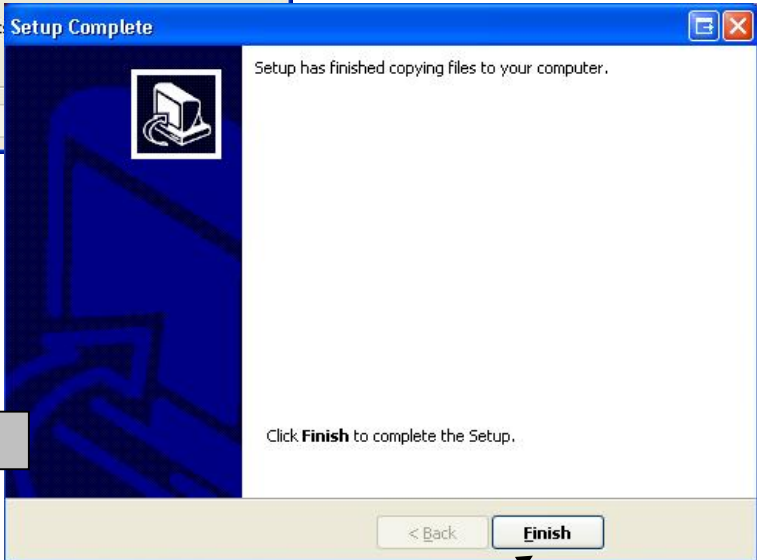 Setup Complete
Setup has finished copying files to your computer.
Click Finish to complete the Setup.
< Back
Finish